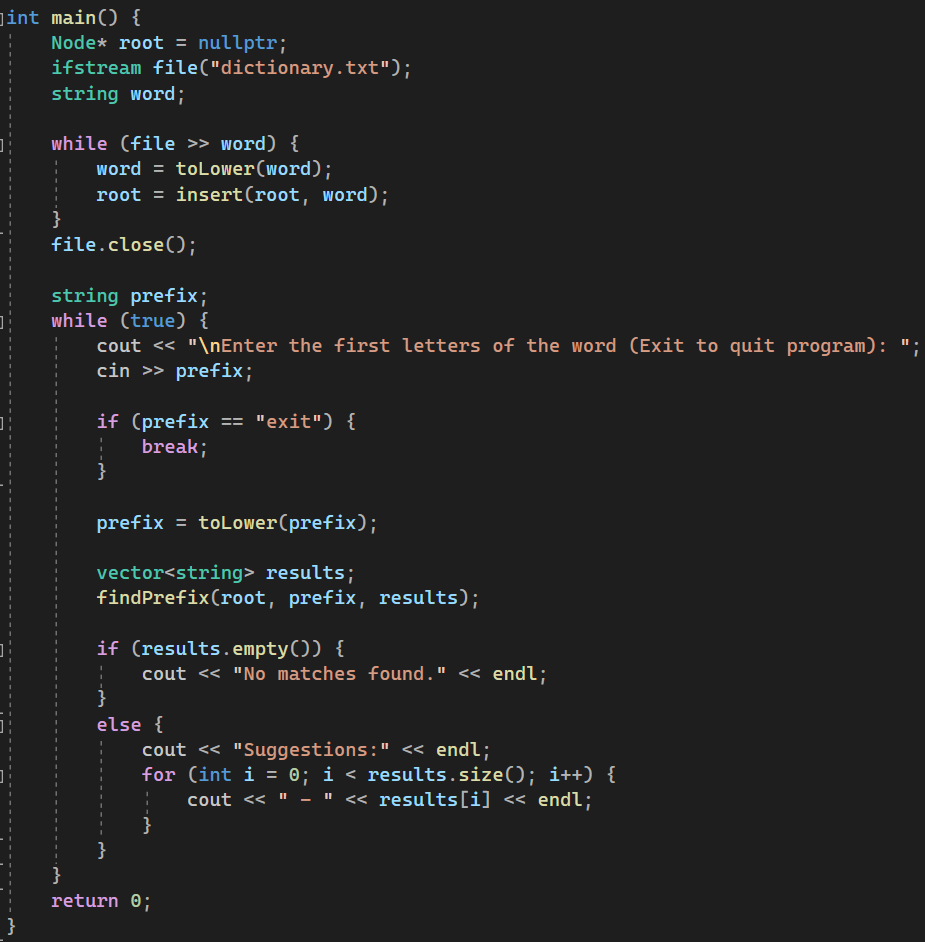 int main() {
    Node* root = nullptr;
    ifstream file("dictionary.txt");
    string word;

    while (file >> word) {
        word = toLower(word);
        root = insert(root, word);
    }
    file.close();

    string prefix;
    while (true) {
        cout << "\nEnter the first letters of the word (Exit to quit program): ";
        cin >> prefix;

        if (prefix == "exit") {
            break;
        }

        prefix = toLower(prefix);

        vector<string> results;
        findPrefix(root, prefix, results);

        if (results.empty()) {
            cout << "No matches found." << endl;
        }
        else {
            cout << "Suggestions:" << endl;
            for (int i = 0; i < results.size(); i++) {
                cout << " - " << results[i] << endl;
            }
        }
    }
    return 0;
}